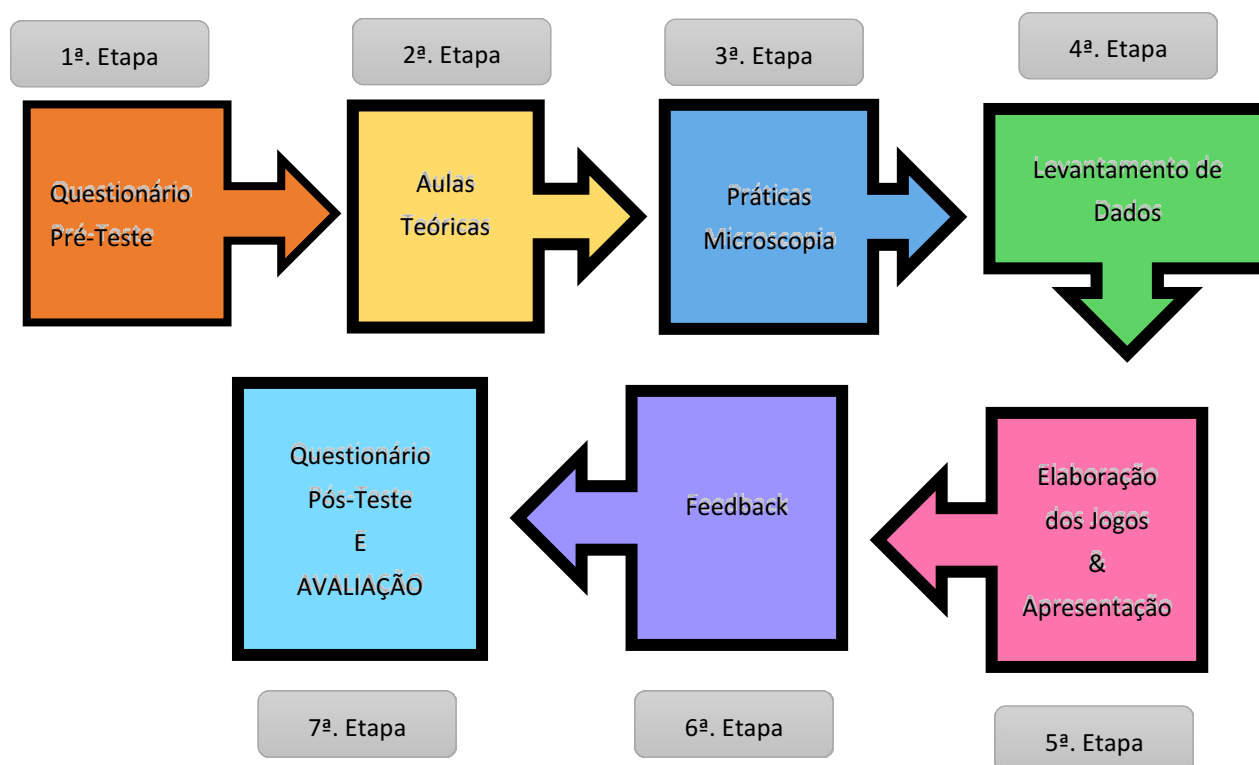 1ª. Etapa
2ª. Etapa
3ª. Etapa
4ª. Etapa
Questionário
Pré-Teste
Aulas
Teóricas
Práticas
Microscopia
Levantamento de
Dados
Elaboração
dos Jogos
&
Apresentação
Feedback
Questionário
Pós-Teste
E
AVALIAÇÃO
5ª. Etapa
6ª. Etapa
7ª. Etapa